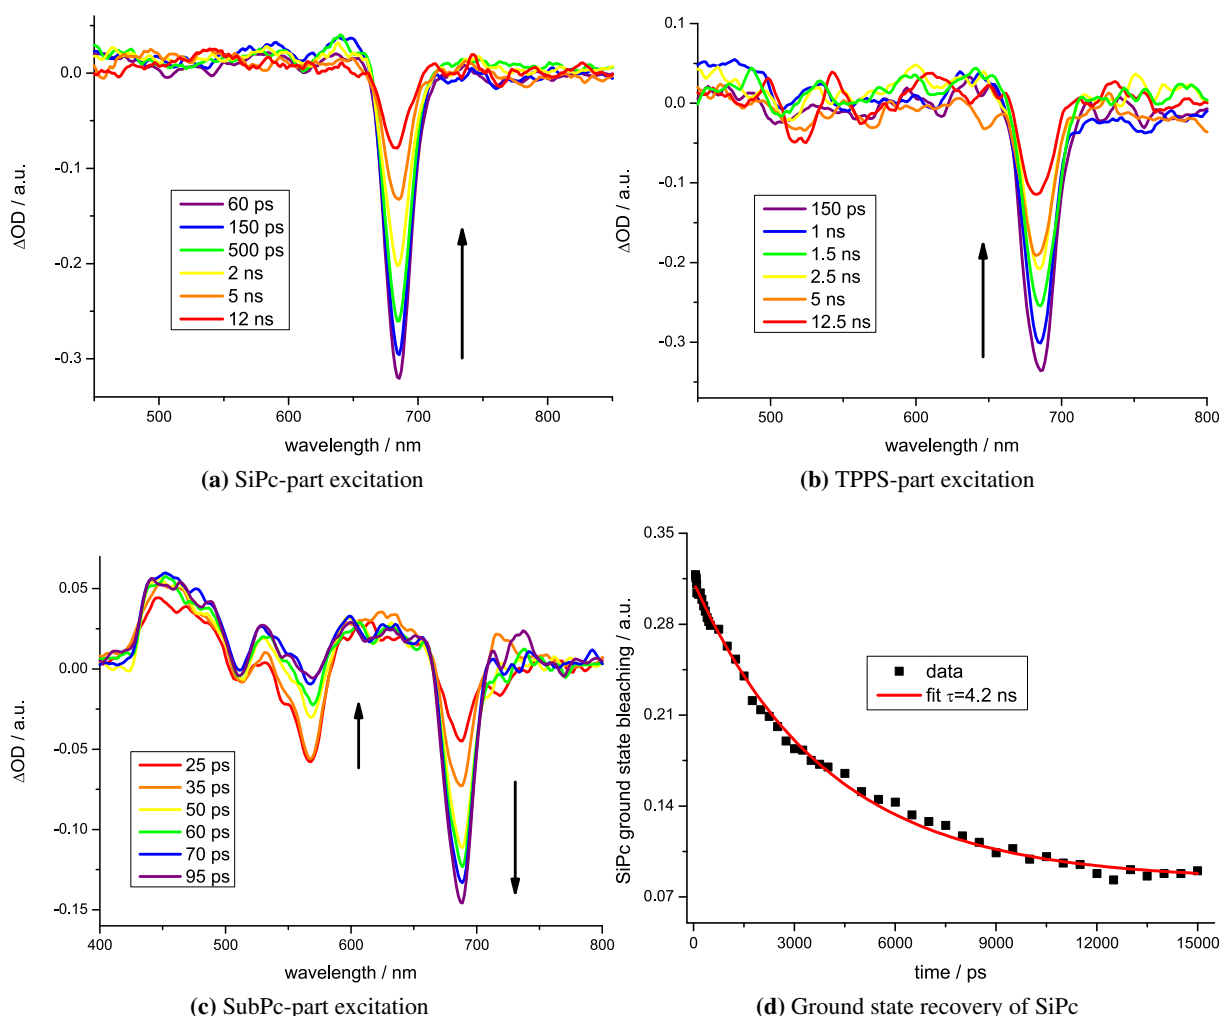 0.0
-0.1
-0.2
-0.3
ΔOD / a.u.
60 ps
150 ps
500 ps
2 ns
5 ns
12 ns
500 600 700 800
wavelength / nm
(a) SiPc-part excitation
0.1
0.0
-0.1
-0.2
-0.3
ΔOD / a.u.
150 ps
1 ns
1.5 ns
2.5 ns
5 ns
12.5 ns
500 600 700 800
wavelength / nm
(b) TPPS-part excitation
0.05
0.00
-0.05
-0.10
-0.15
ΔOD / a.u.
25 ps
35 ps
50 ps
60 ps
70 ps
95 ps
400 500 600 700 800
wavelength / nm
(c) SubPc-part excitation
0.35
0.28
0.21
0.14
0.07
SiPc ground state bleaching / a.u.
data
fit τ=4.2 ns
0 3000 6000 9000 12000 15000
time / ps
(d) Ground state recovery of SiPc